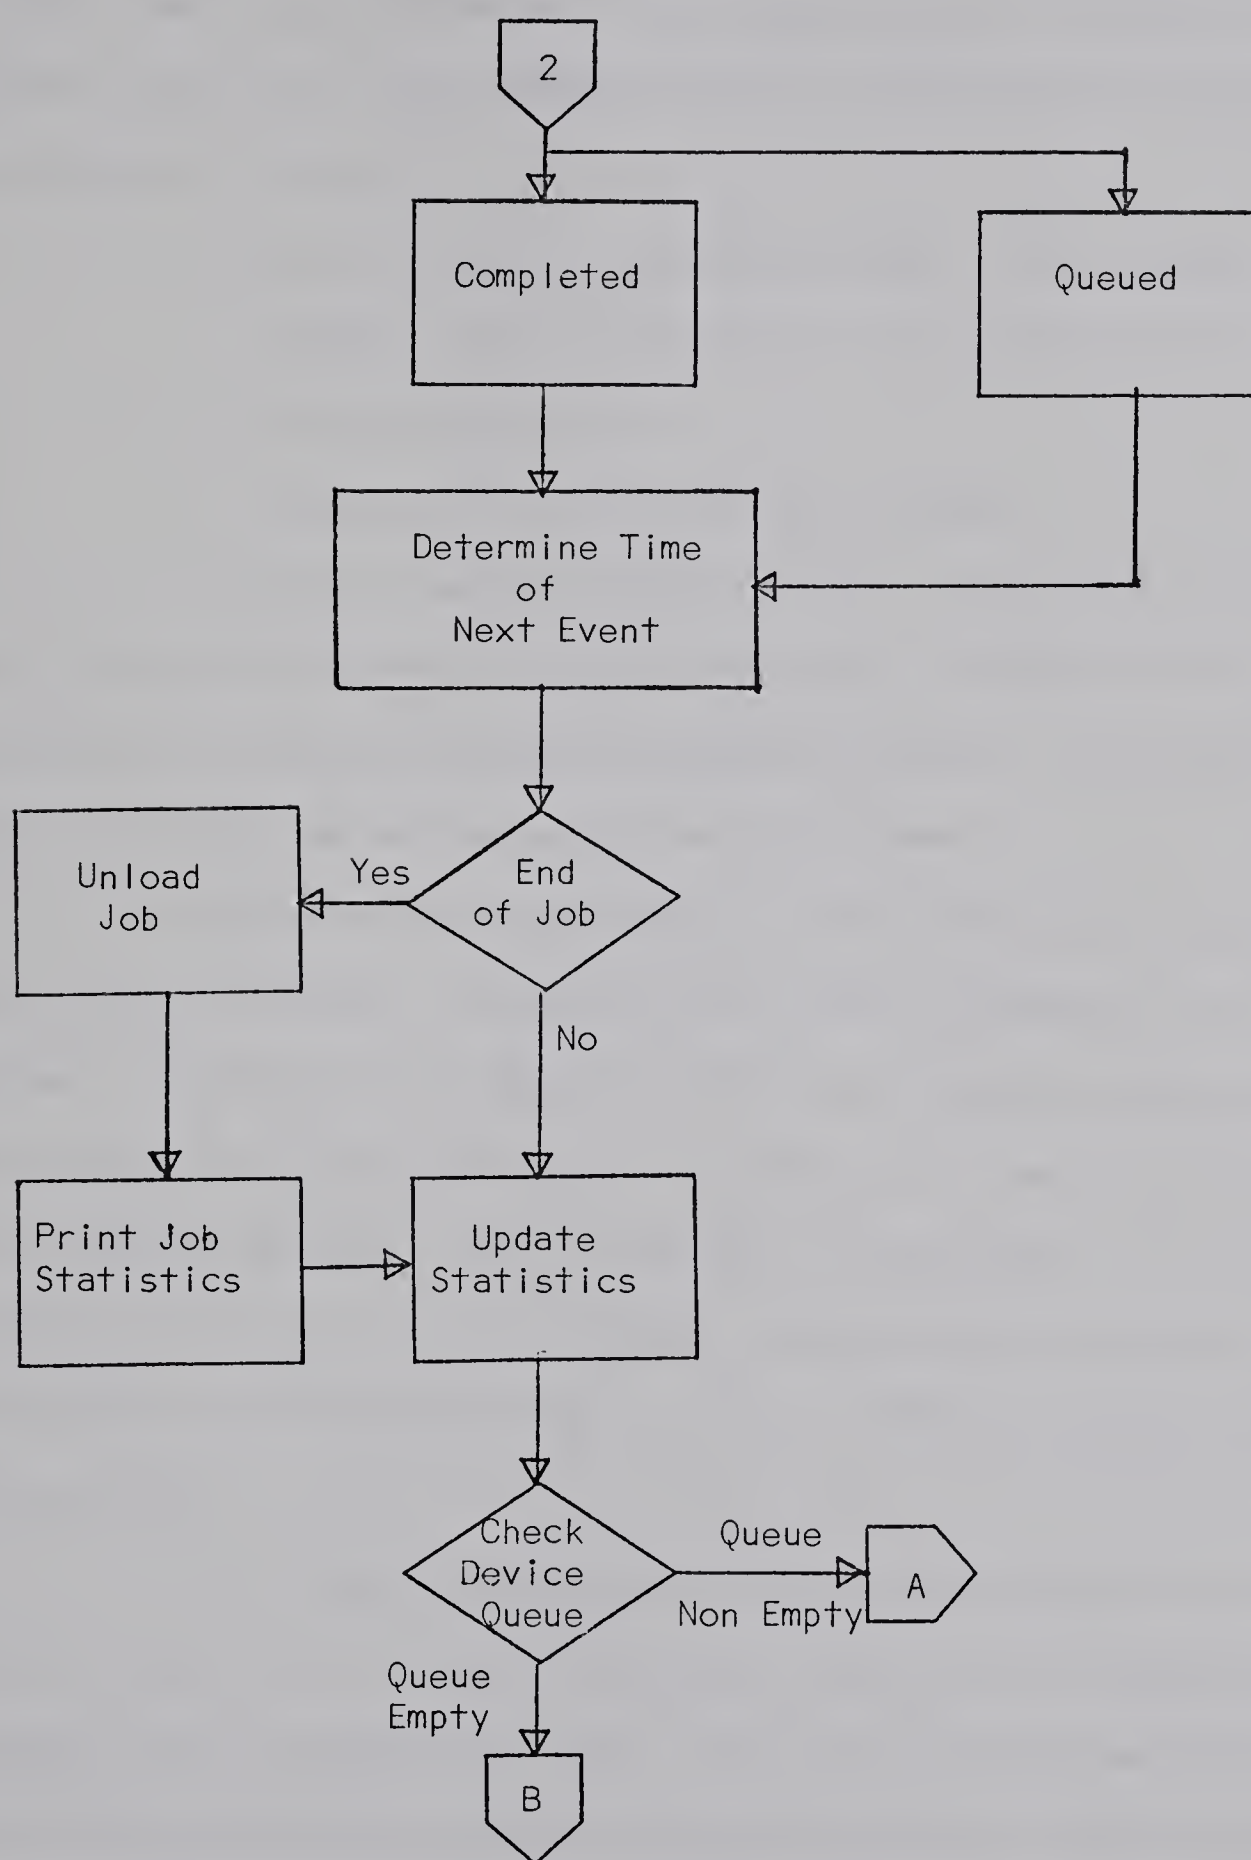 2
Completed
Queued
Determine Time
of
Next Event
Unload
Job
Yes
End
of Job
No
Print Job
Statistics
Update
Statistics
Check
Device
Queue
Queue
Non Empty
A
Queue
Empty
B